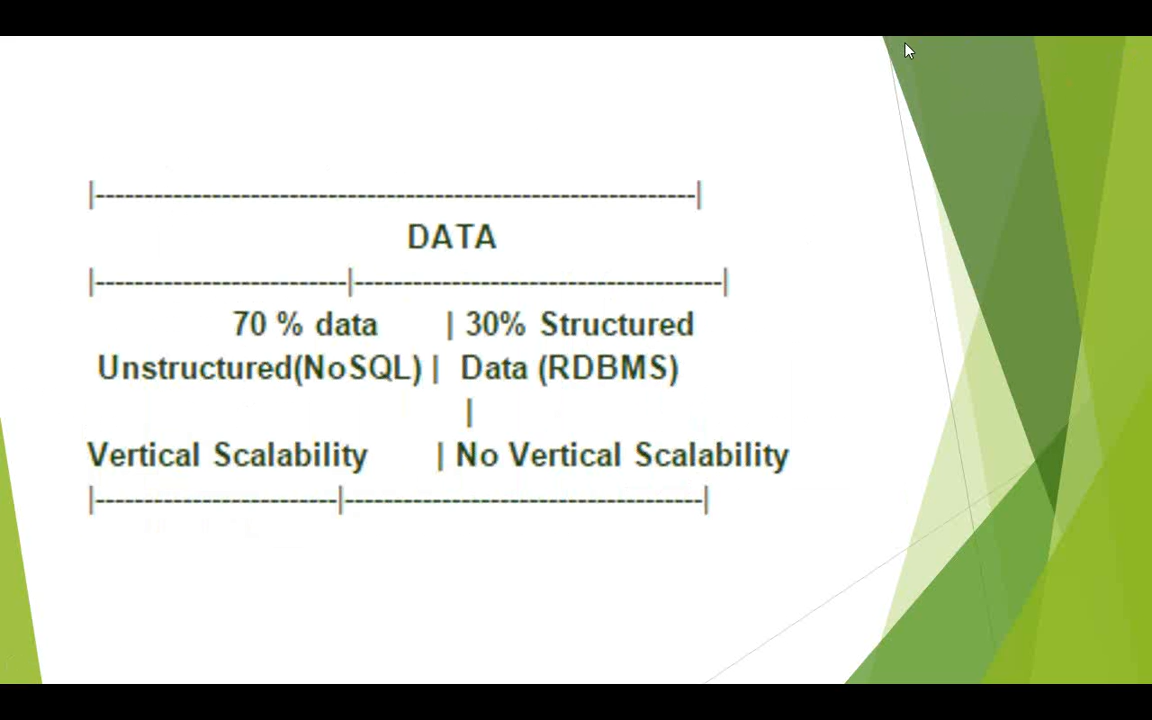 |--------------------------------------------------------------|
DATA
|--------------------------|--------------------------------------|
70 % data | 30% Structured
Unstructured(NoSQL) | Data (RDBMS)
|
Vertical Scalability | No Vertical Scalability
|-------------------------|-------------------------------------|